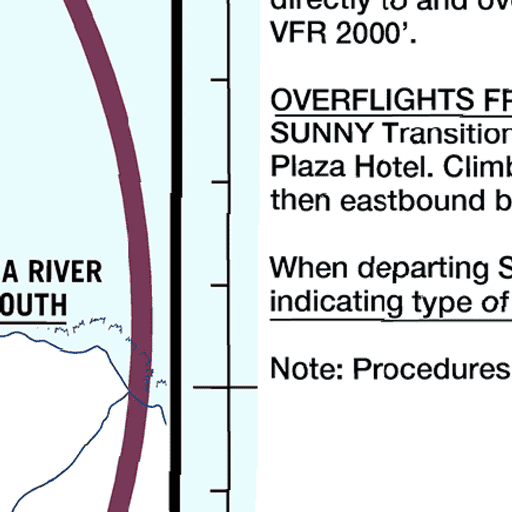 directly to and ov
VFR 2000'.
OVERFLIGHTS F
SUNNY Transition
Plaza Hotel. Climb
then eastbound b
When departing S
indicating type of
Note: Procedures
A RIVER
OUTH